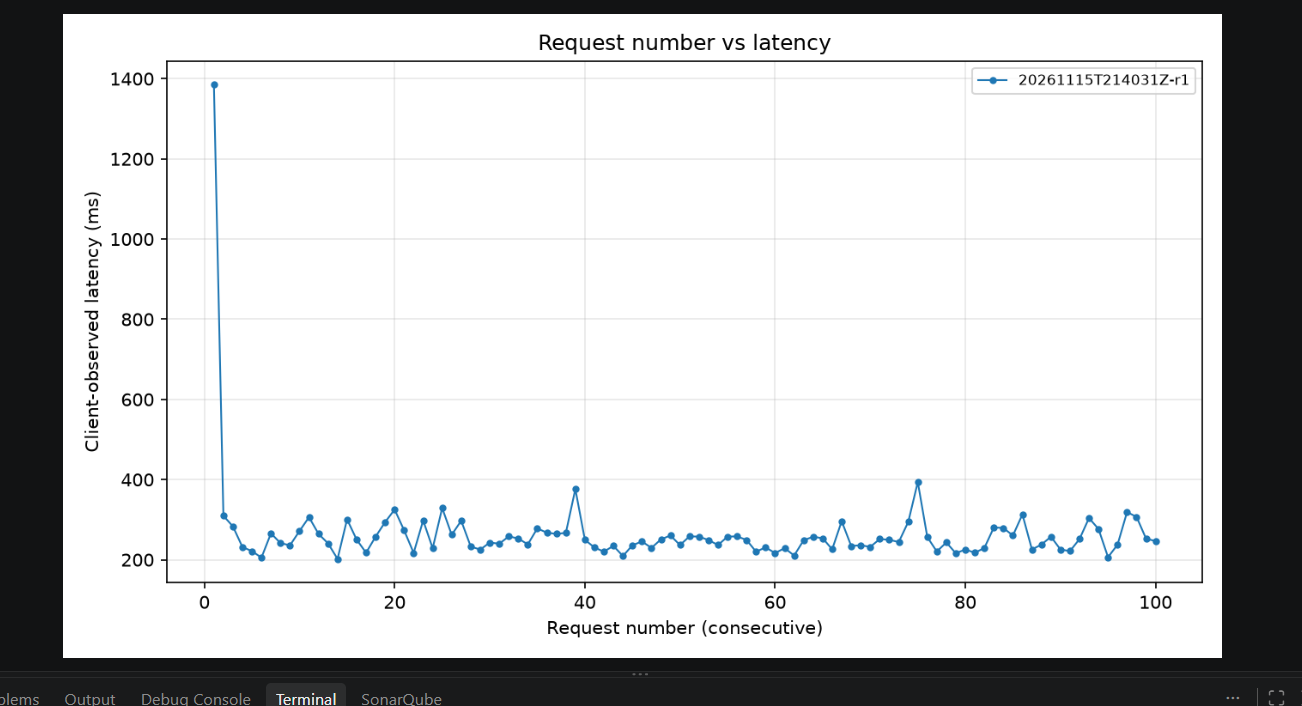 Request number vs latency
20261115T214031Z-r1
1400
1200
1000
800
600
400
200
Client-observed latency (ms)
0 20 40 60 80 100
Request number (consecutive)
blems Output Debug Console Terminal SonarQube